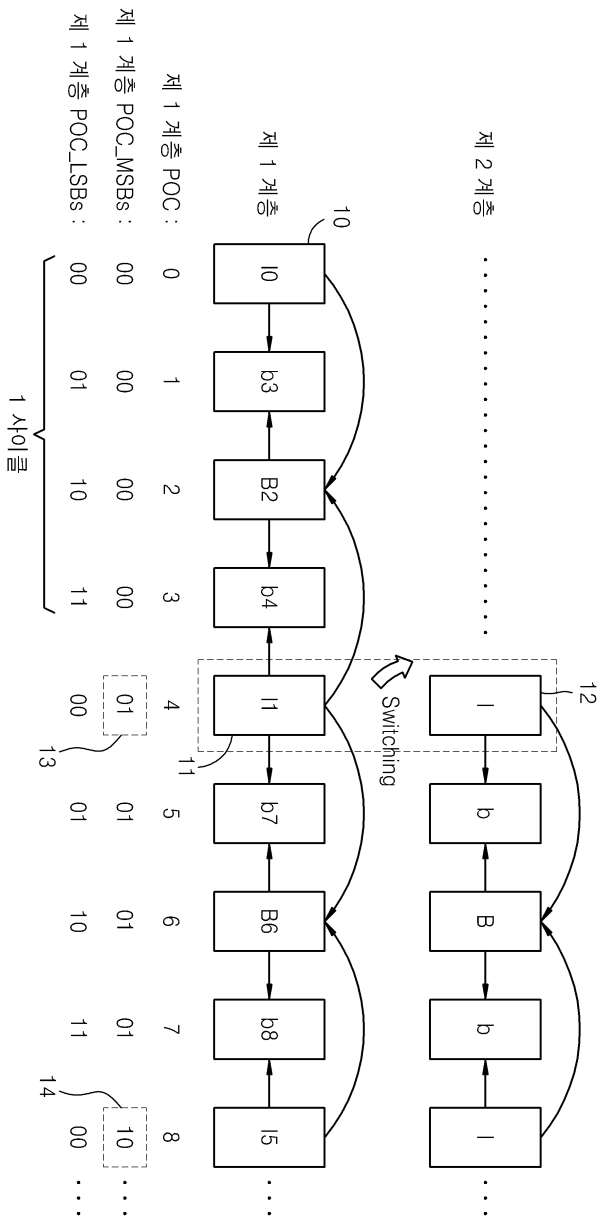 제 2 계층 · · · · · · · · · · · · · · · · · · · ·
12
I b B b I · · ·
Switching
10
제 1 계층
I0 b3 B2 b4 I1 b7 B6 b8 I5 · · ·
11
제 1 계층 POC : 0 1 2 3 4 5 6 7 8
제 1 계층 POC_MSBs : 00 00 00 00 01 01 01 01 10 · · ·
제 1 계층 POC_LSBs : 00 01 10 11 00 01 10 11 00 · · ·
13
14
1 사이클